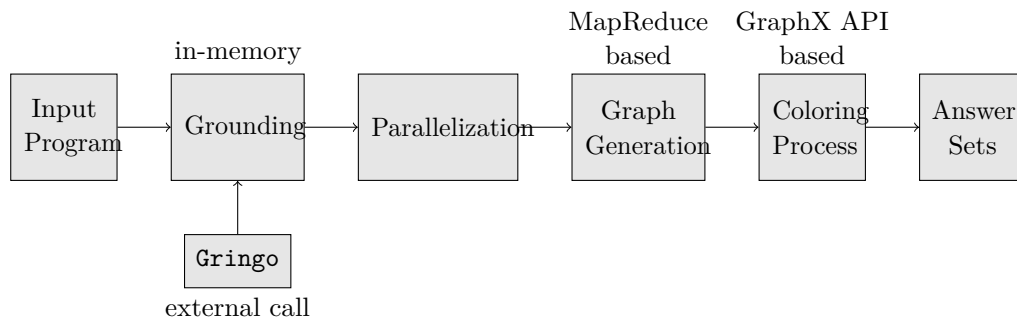 MapReduce
based
GraphX API
based
in-memory
Input
Program
Grounding
Parallelization
Graph
Generation
Coloring
Process
Answer
Sets
Gringo
external call